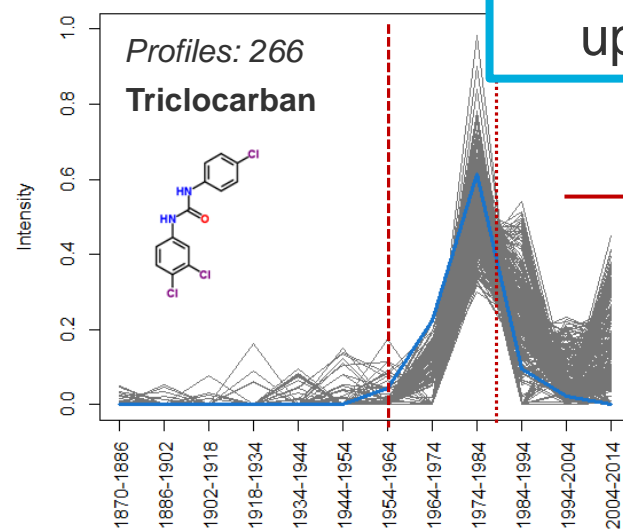 up
Profiles: 266
Triclocarban
Cl
HN
HN
O
Cl
Cl
Intensity
1.0
0.8
0.6
0.4
0.2
0.0
1870-1886
1886-1902
1902-1918
1918-1934
1934-1944
1944-1954
1954-1964
1964-1974
1974-1984
1984-1994
1994-2004
2004-2014